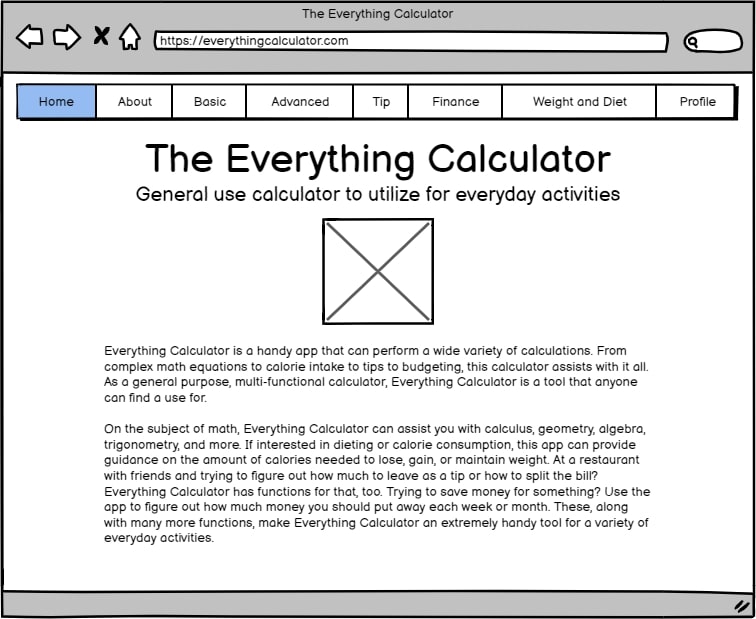 The Everything Calculator
https://everythingcalculator.com
Home About Basic Advanced Tip Finance Weight and Diet Profile
The Everything Calculator
General use calculator to utilize for everyday activities
Everything Calculator is a handy app that can perform a wide variety of calculations. From
complex math equations to calorie intake to tips to budgeting, this calculator assists with it all.
As a general purpose, multi-functional calculator, Everything Calculator is a tool that anyone
can find a use for.
On the subject of math, Everything Calculator can assist you with calculus, geometry, algebra,
trigonometry, and more. If interested in dieting or calorie consumption, this app can provide
guidance on the amount of calories needed to lose, gain, or maintain weight. At a restaurant
with friends and trying to figure out how much to leave as a tip or how to split the bill?
Everything Calculator has functions for that, too. Trying to save money for something? Use the
app to figure out how much money you should put away each week or month. These, along
with many more functions, make Everything Calculator an extremely handy tool for a variety of
everyday activities.